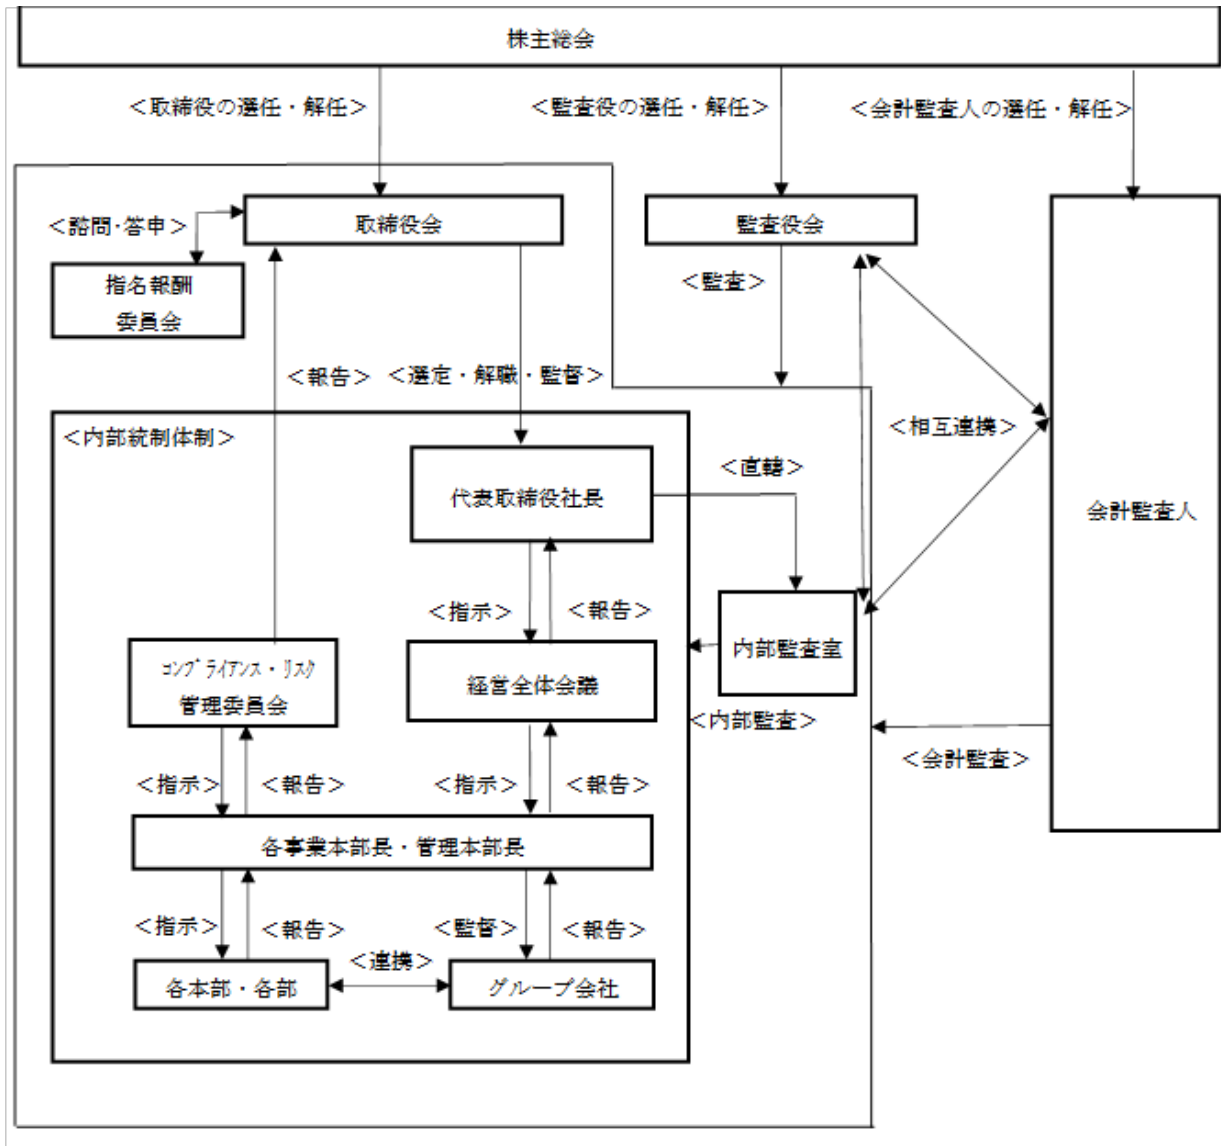 株主総会
＜取締役の選任・解任＞
＜監査役の選任・解任＞
＜会計監査人の選任・解任＞
取締役会
監査役会
＜諮問･答申＞
指名報酬
委員会
＜監査＞
＜報告＞
＜選定・解職・監督＞
＜内部統制体制＞
＜相互連携＞
＜直轄＞
代表取締役社長
会計監査人
＜指示＞
＜報告＞
内部監査室
ｺﾝﾌﾟﾗｲｱﾝｽ・ﾘｽｸ
管理委員会
経営全体会議
＜内部監査＞
＜会計監査＞
＜指示＞
＜報告＞
＜指示＞
＜報告＞
各事業本部長・管理本部長
＜指示＞
＜報告＞
＜監督＞
＜報告＞
＜連携＞
各本部・各部
グループ会社